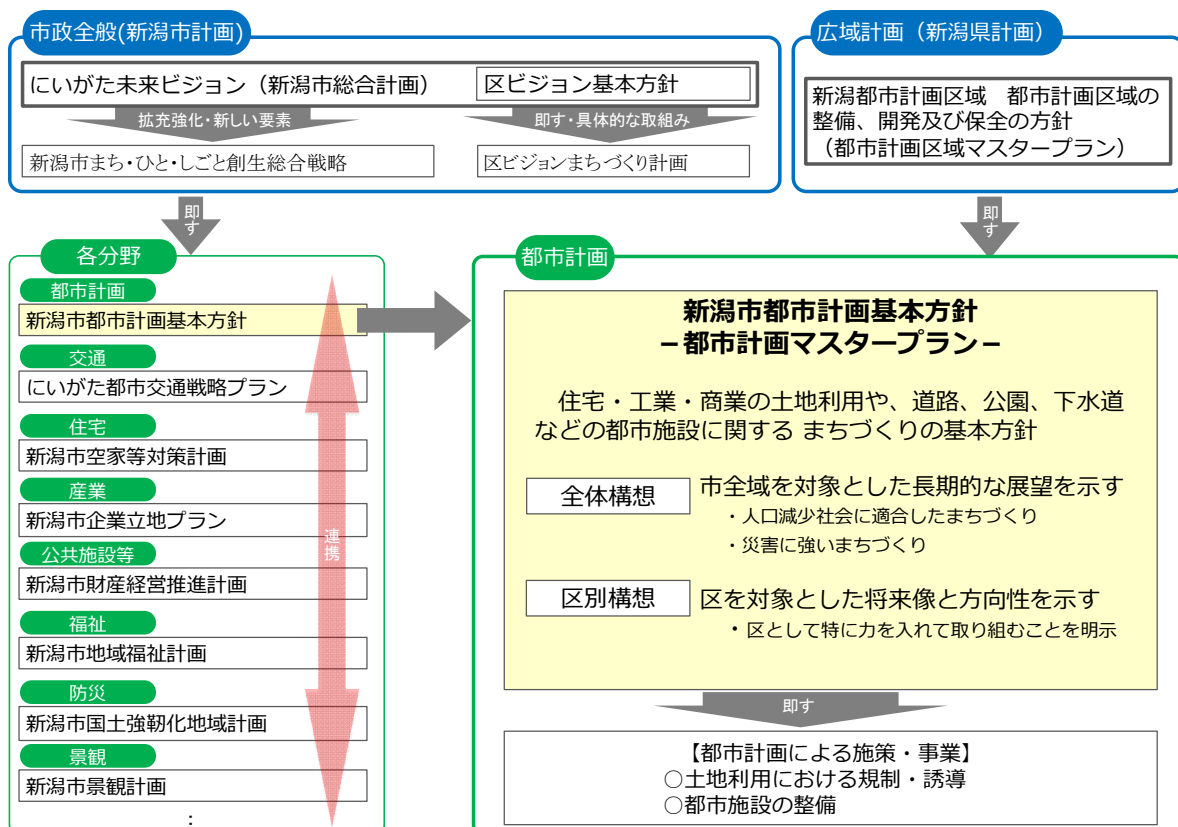 市政全般(新潟市計画)
にいがた未来ビジョン（新潟市総合計画）
区ビジョン基本方針
拡充強化・新しい要素
即す・具体的な取組み
新潟市まち・ひと・しごと創生総合戦略
区ビジョンまちづくり計画
広域計画（新潟県計画）
新潟都市計画区域　都市計画区域の
整備、開発及び保全の方針
（都市計画区域マスタープラン）
即す
即す
各分野
都市計画
新潟市都市計画基本方針
交通
にいがた都市交通戦略プラン
住宅
新潟市空家等対策計画
産業
新潟市企業立地プラン
公共施設等
新潟市財産経営推進計画
福祉
新潟市地域福祉計画
防災
新潟市国土強靭化地域計画
景観
新潟市景観計画
：
連携
都市計画
新潟市都市計画基本方針
－都市計画マスタープラン－
住宅・工業・商業の土地利用や、道路、公園、下水道
などの都市施設に関する まちづくりの基本方針
全体構想
市全域を対象とした長期的な展望を示す
・人口減少社会に適合したまちづくり
・災害に強いまちづくり
区別構想
区を対象とした将来像と方向性を示す
・区として特に力を入れて取り組むことを明示
即す
【都市計画による施策・事業】
○土地利用における規制・誘導
○都市施設の整備